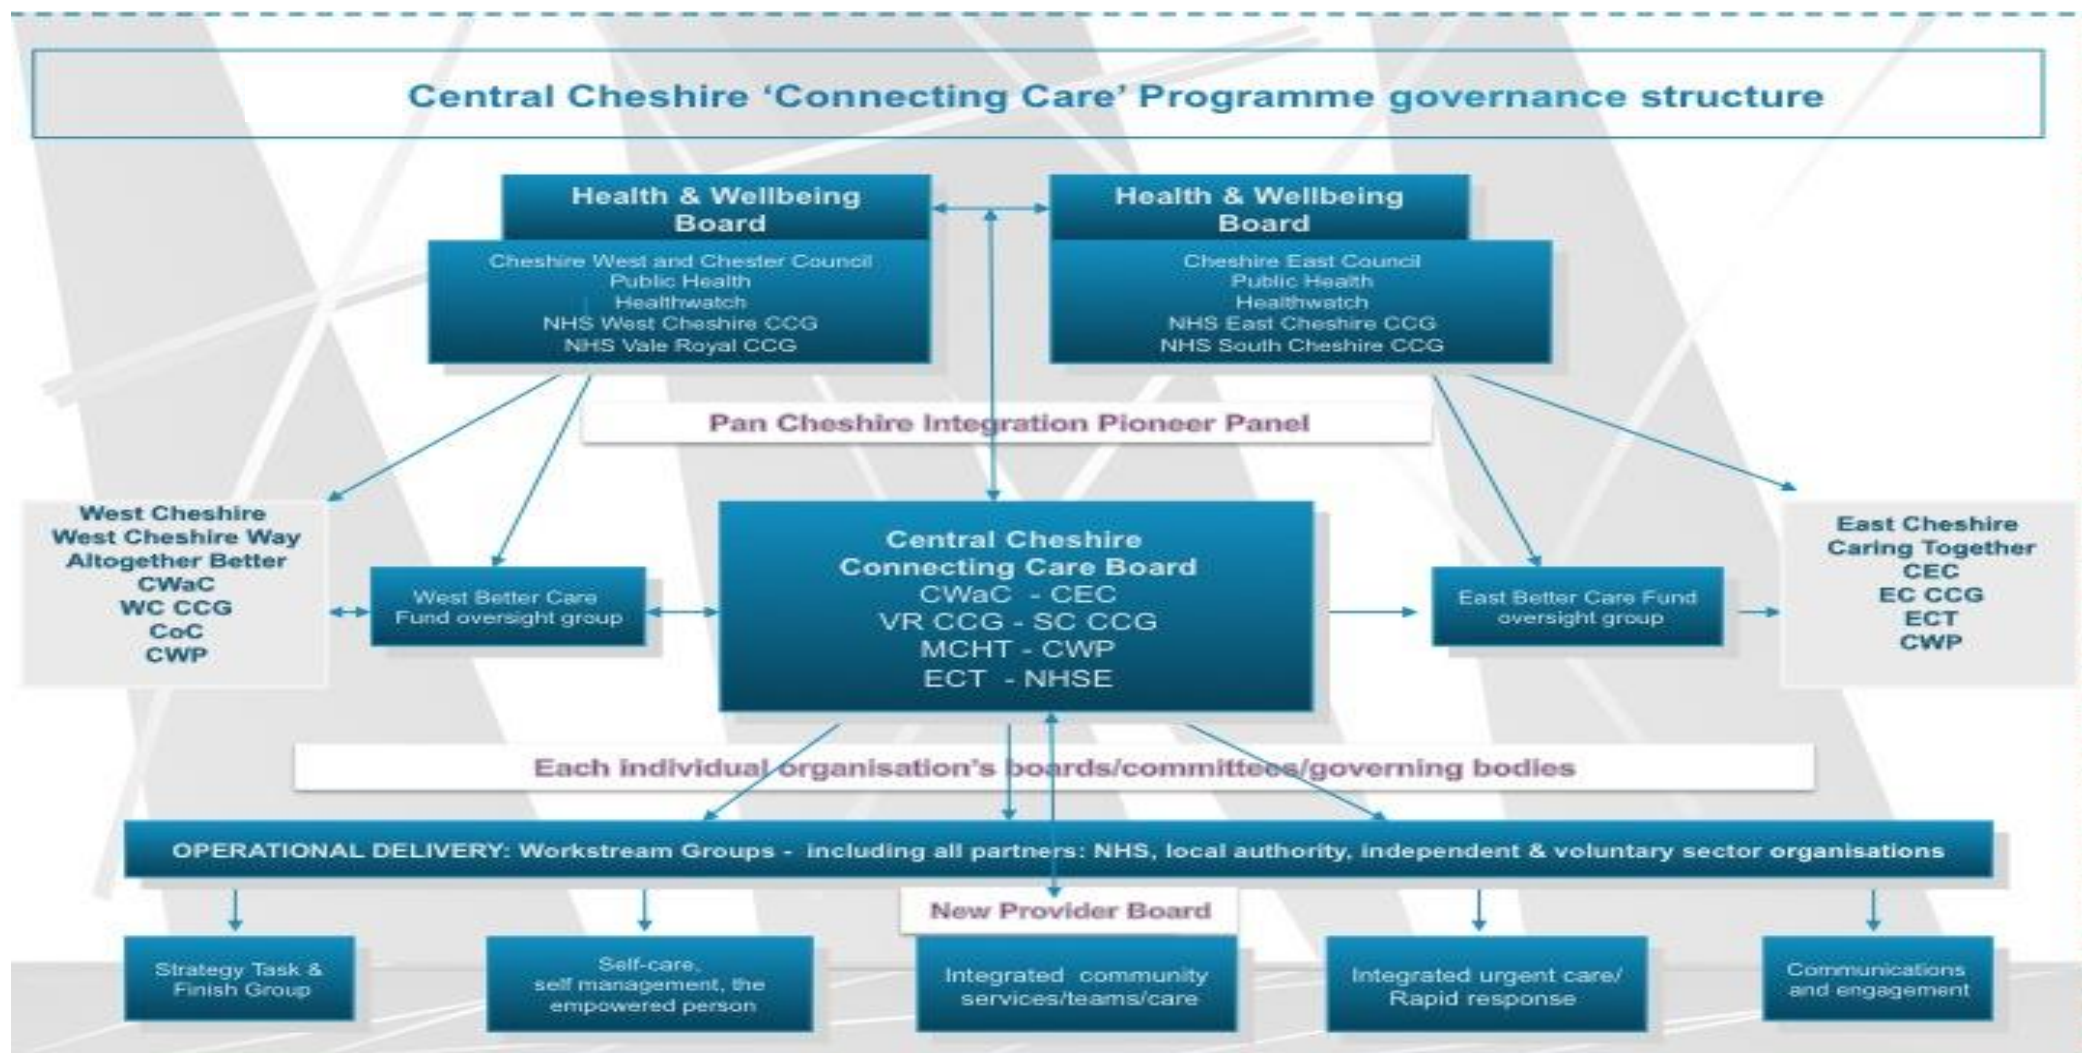 Central Cheshire ‘Connecting Care’ Programme governance structure
Health & Wellbeing
Board
Cheshire West and Chester Council
Public Health
Healthwatch
NHS West Cheshire CCG
NHS Vale Royal CCG
Health & Wellbeing
Board
Cheshire East Council
Public Health
Healthwatch
NHS East Cheshire CCG
NHS South Cheshire CCG
Pan Cheshire Integration Pioneer Panel
West Cheshire
West Cheshire Way
Altogether Better
CWaC
WC CCG
CoC
CWP
West Better Care
Fund oversight group
Central Cheshire
Connecting Care Board
CWaC - CEC
VR CCG - SC CCG
MCHT - CWP
ECT - NHSE
East Better Care Fund
oversight group
East Cheshire
Caring Together
CEC
EC CCG
ECT
CWP
Each individual organisation's boards/committees/governing bodies
OPERATIONAL DELIVERY: Workstream Groups - including all partners: NHS, local authority, independent & voluntary sector organisations
New Provider Board
Strategy Task &
Finish Group
Self-care,
self management, the
empowered person
Integrated community
services/teams/care
Integrated urgent care/
Rapid response
Communications
and engagement